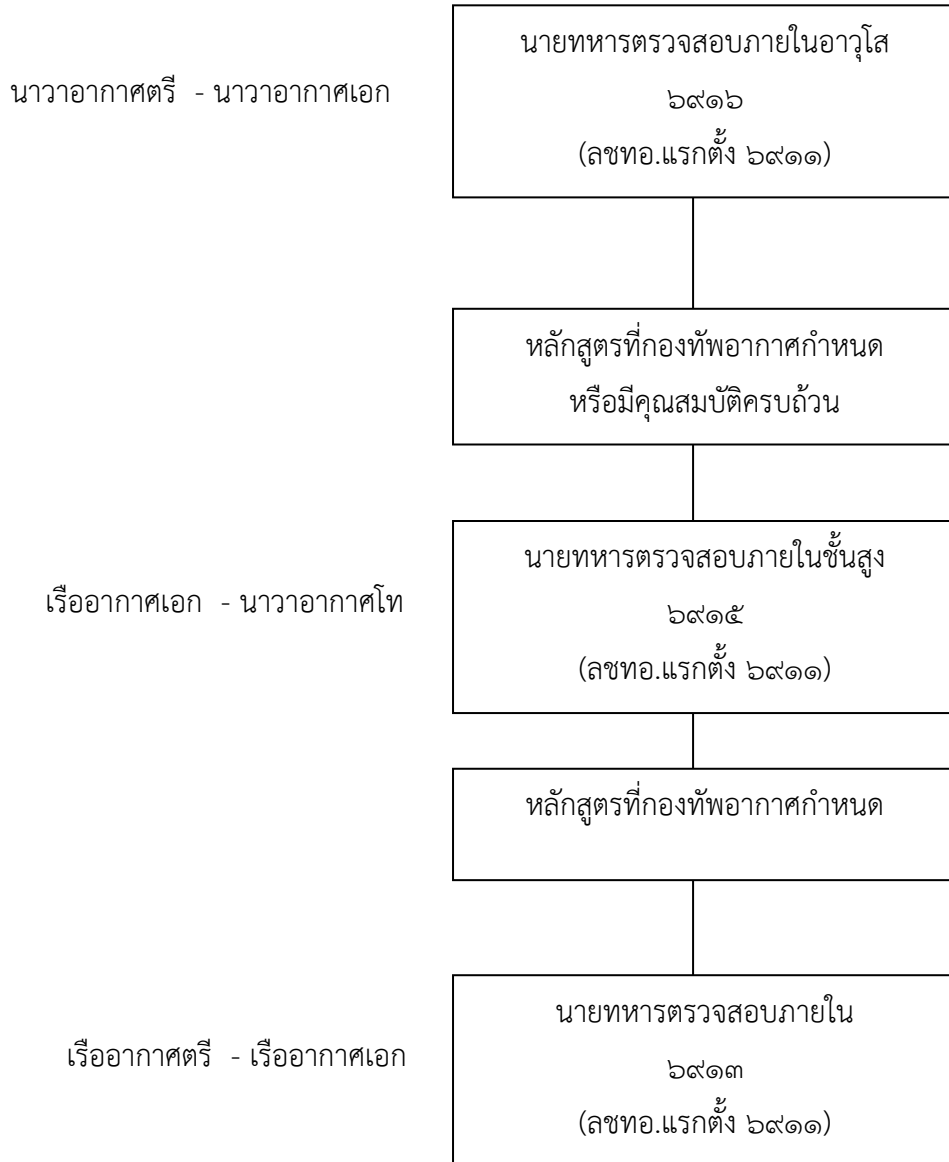 นายทหารตรวจสอบภายในอาวุโส
นาวาอากาศตรี - นาวาอากาศเอก
๖๙๑๖
(ลชทอ.แรกตั้ง ๖๙๑๑)
หลักสูตรที่กองทัพอากาศกำหนด
หรือมีคุณสมบัติครบถ้วน
นายทหารตรวจสอบภายในชั้นสูง
เรืออากาศเอก - นาวาอากาศโท
๖๙๑๕
(ลชทอ.แรกตั้ง ๖๙๑๑)
หลักสูตรที่กองทัพอากาศกำหนด
นายทหารตรวจสอบภายใน
เรืออากาศตรี - เรืออากาศเอก
๖๙๑๓
(ลชทอ.แรกตั้ง ๖๙๑๑)